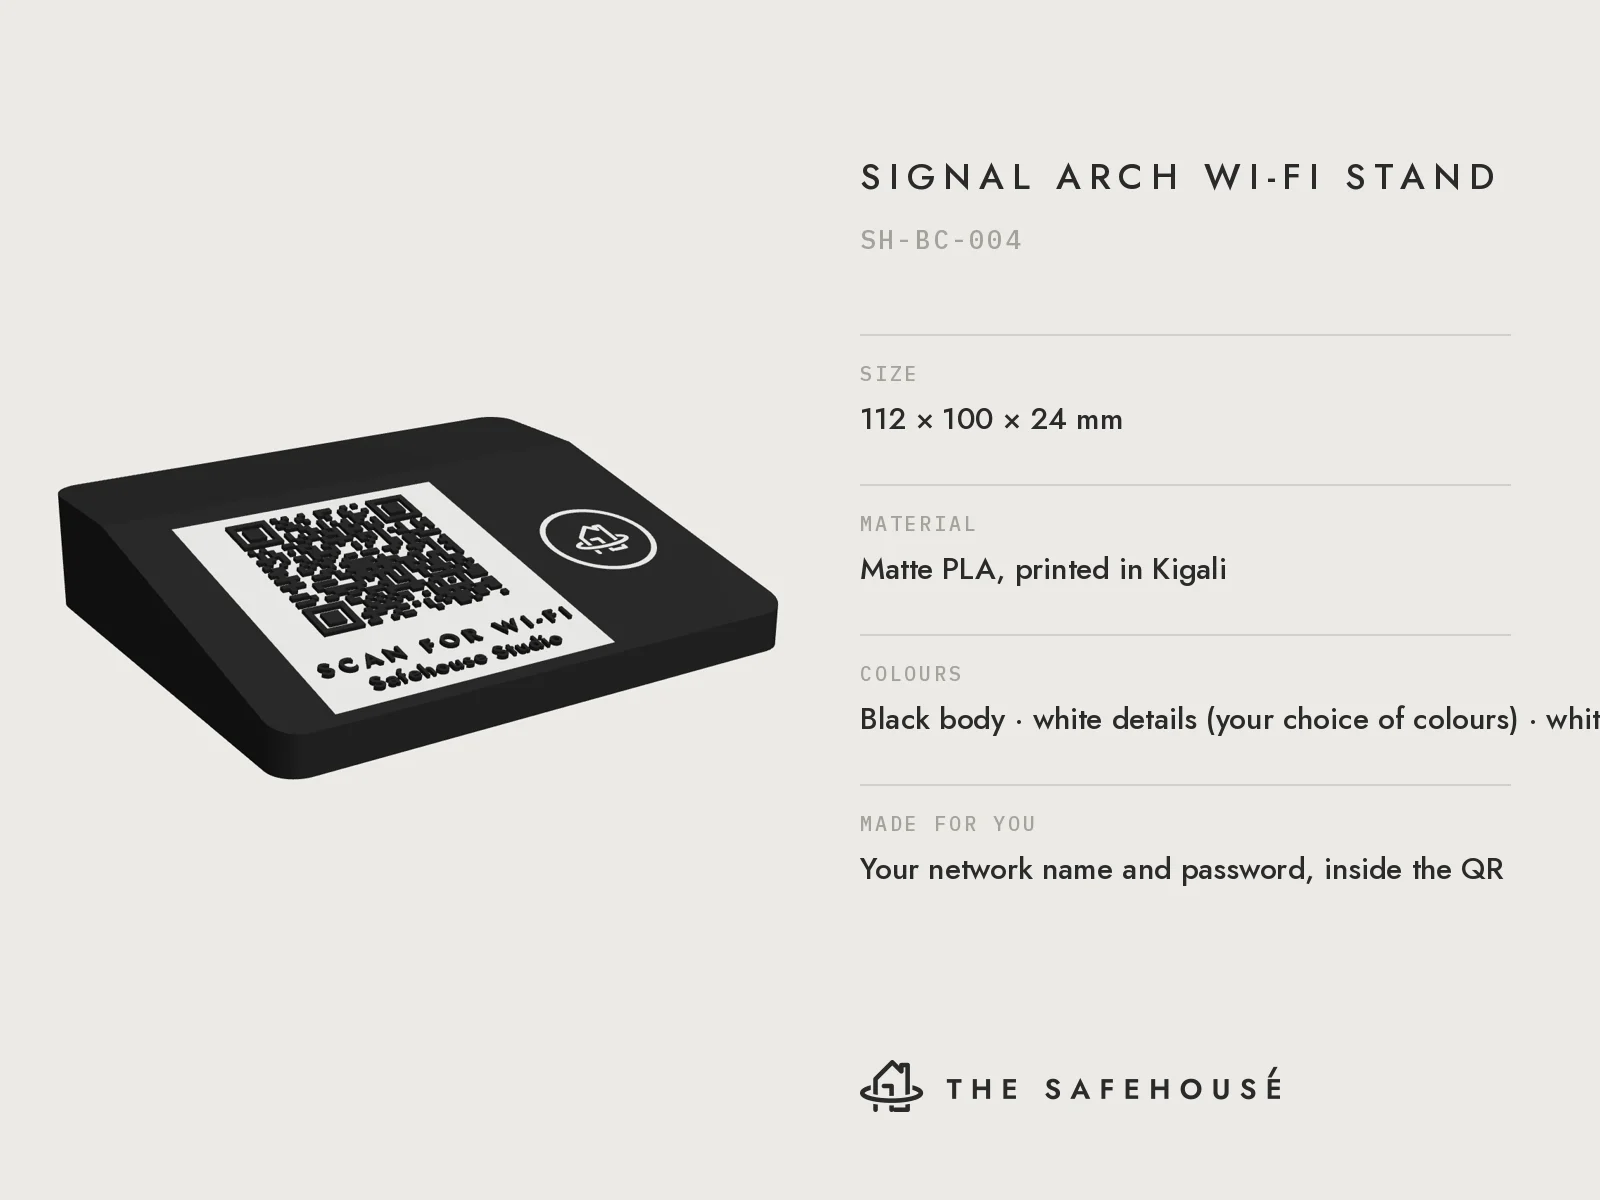 SIGNAL ARCH WI-FI STAND
SH-BC-004
SIZE
112 × 100 × 24 mm
MATERIAL
Matte PLA, printed in Kigali
COLOURS
Black body · white details (your choice of colours) ·
MADE FOR YOU
Your network name and password, inside the QR
SCAN FOR WI-FI
Safehouse Studio
THE SAFEHOUSÉ